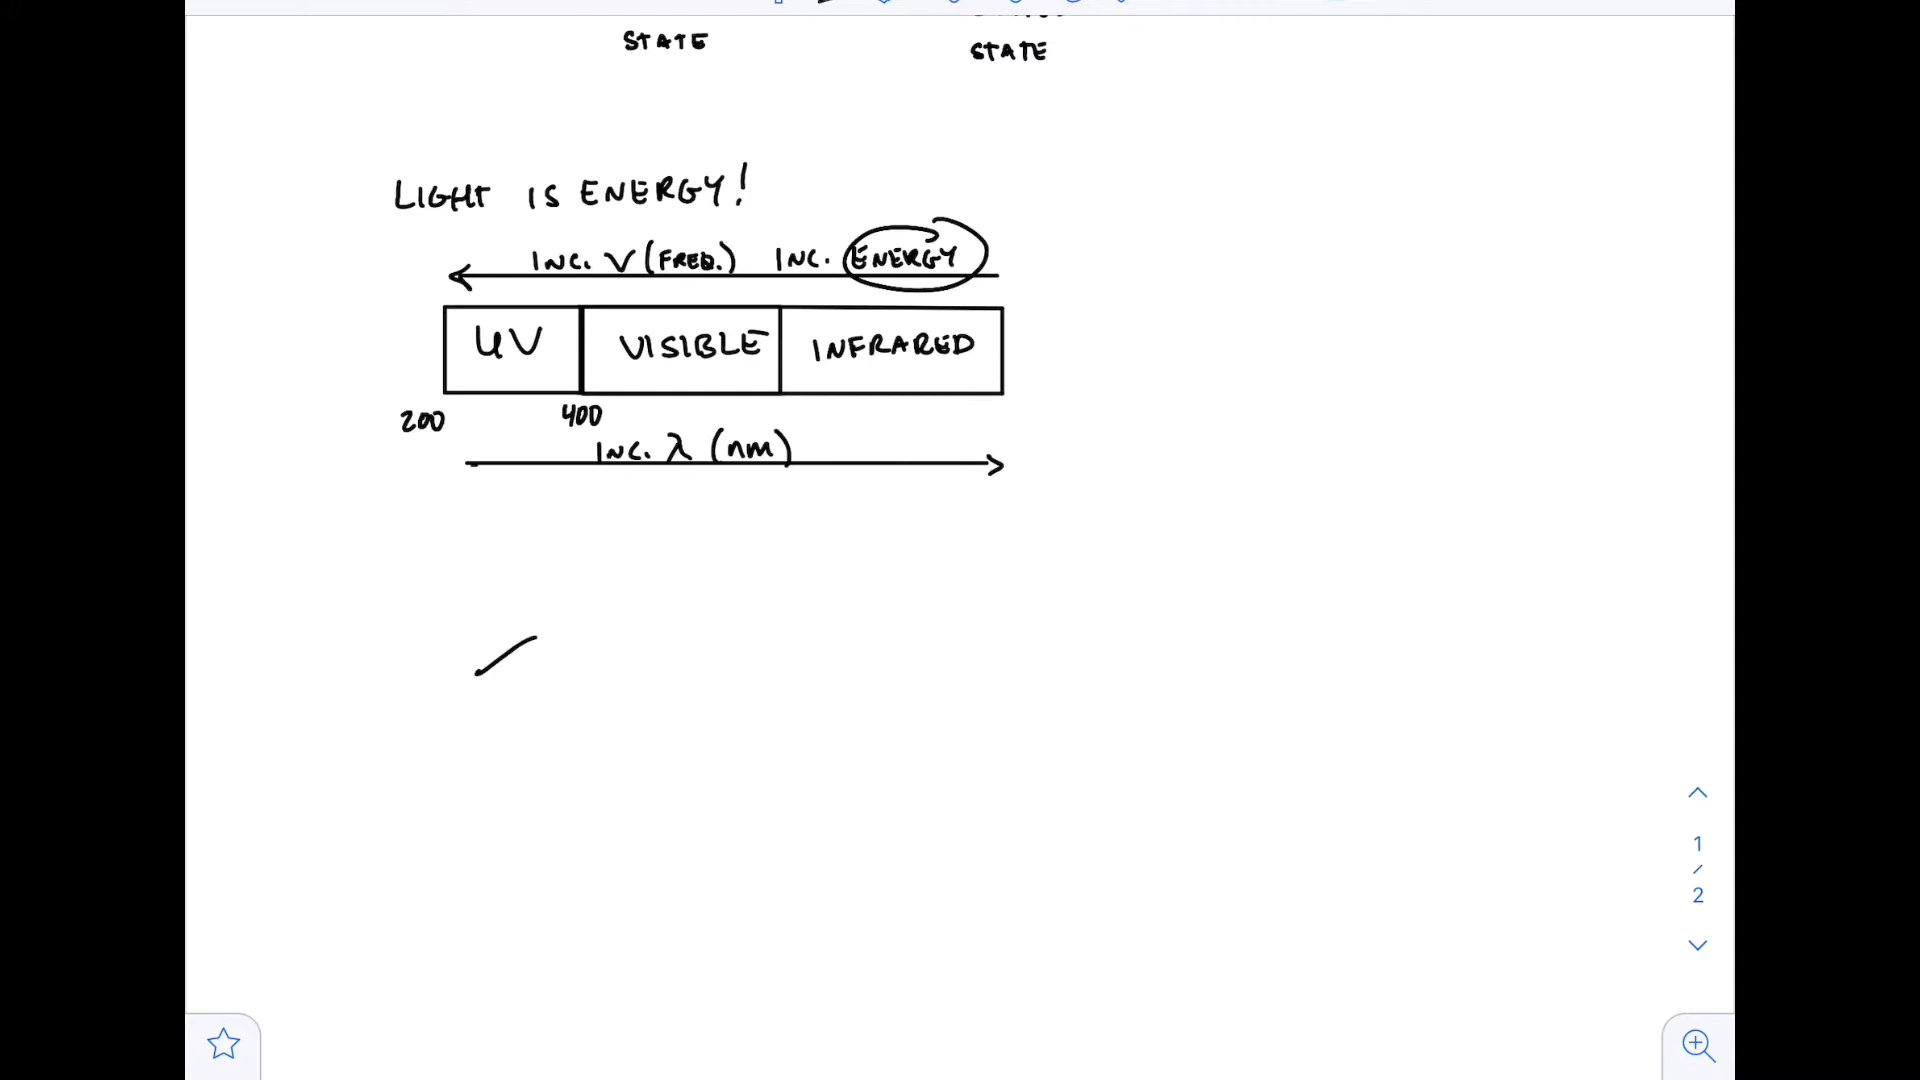 STATE STATE
LIGHT IS ENERGY!
INC. ν (FREQ.) INC. ENERGY
UV VISIBLE INFRARED
200 400
INC. λ (nm)
1
/
2